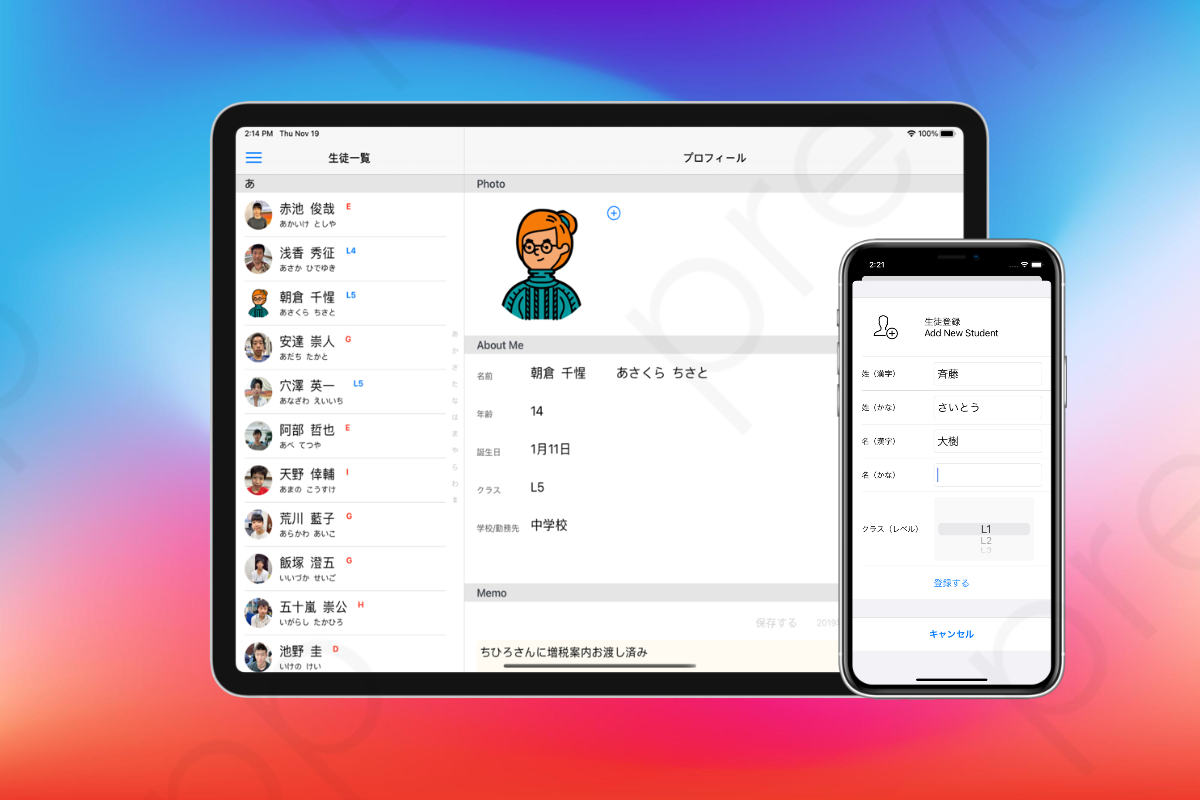 2:14 PM Thu Nov 19
100%
生徒一覧
プロフィール
あ
赤池 俊哉 E
あかいけ としや
浅香 秀征 L4
あさか ひでゆき
朝倉 千惺 L5
あさくら ちさと
安達 崇人 G
あだち たかと
穴澤 英一 L5
あなざわ えいいち
阿部 哲也 E
あべ てつや
天野 倖輔 I
あまの こうすけ
荒川 藍子 G
あらかわ あいこ
飯塚 澄五 G
いいづか せいご
五十嵐 崇公 H
いがらし たかひろ
池野 圭 D
いけの けい
あ
か
さ
た
な
は
ま
や
ら
わ
Photo
About Me
名前 朝倉 千惺 あさくら ちさと
年齢 14
誕生日 1月11日
クラス L5
学校/勤務先 中学校
Memo
保存する 2019
ちひろさんに増税案内お渡し済み
2:21
生徒登録
Add New Student
姓（漢字） 斉藤
姓（かな） さいとう
名（漢字） 大樹
名（かな）
クラス（レベル）
L1
L2
L3
登録する
キャンセル
preview